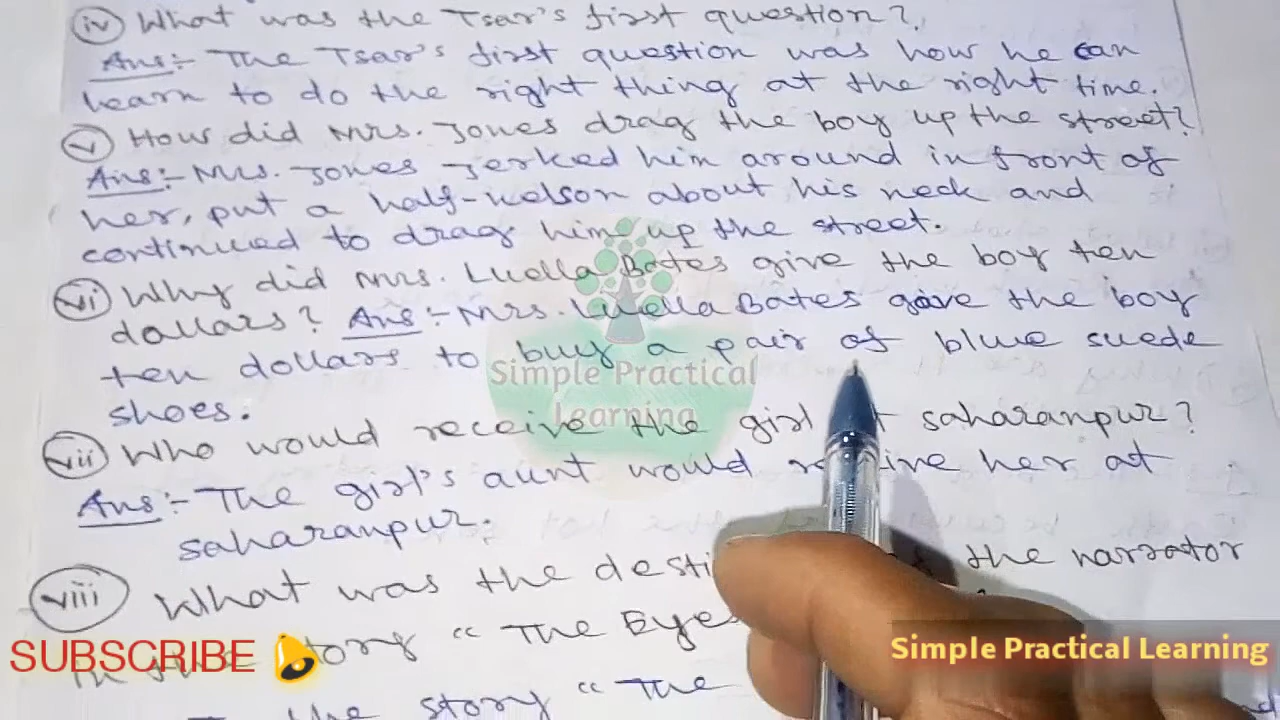 iv) What was the Tsar's first question?
Ans:- The Tsar's first question was how he can
learn to do the right thing at the right time.
v) How did Mrs. Jones drag the boy up the street?
Ans:- Mrs. Jones Jerked him around in front of
her, put a half-nelson about his neck and
continued to drag him up the street.
vi) Why did Mrs. Luella Bates give the boy ten
dollars? Ans:- Mrs. Luella Bates gave the boy
ten dollars to buy a pair of blue suede
shoes.
vii) Who would receive the girl at saharanpur?
Ans:- The girl's aunt would receive her at
saharanpur.
viii) What was the the narrator
in the story "The Eyes
the story "The
Simple Practical
Learning
SUBSCRIBE
Simple Practical Learning